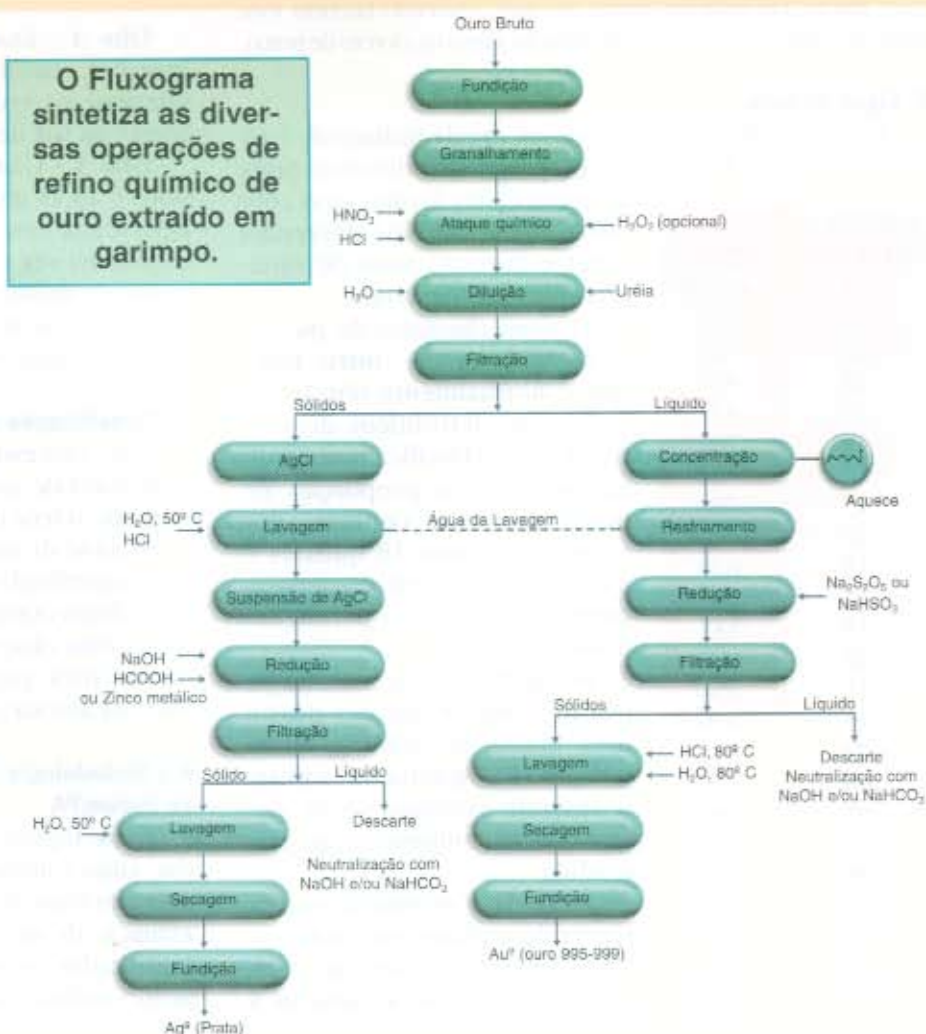 Ouro Bruto
O Fluxograma
sintetiza as diver-
sas operações de
refino químico de
ouro extraído em
garimpo.
Fundição
Granalhamento
HNO₃
HCl
Ataque químico
H₂O₂ (opcional)
H₂O
Diluição
Uréia
Filtração
Sólidos
Líquido
AgCl
Concentração
Aquece
H₂O, 50º C
HCl
Lavagem
Água da Lavagem
Resfriamento
Suspensão de AgCl
Redução
Na₂S₂O₅ ou
NaHSO₃
NaOH
HCOOH
ou Zinco metálico
Redução
Filtração
Filtração
Sólidos
Líquido
Lavagem
HCl, 80º C
H₂O, 80º C
Descarte
Neutralização com
NaOH e/ou NaHCO₃
Sólido
Líquido
H₂O, 50º C
Lavagem
Descarte
Neutralização com
NaOH e/ou NaHCO₂
Secagem
Secagem
Fundição
Fundição
Auº (ouro 995-999)
Agº (Prata)